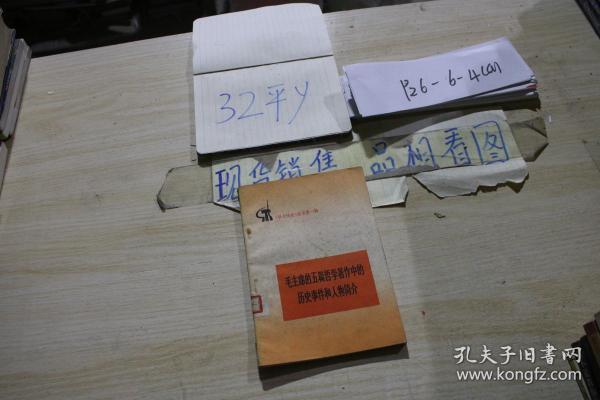 32平y
P26-6-4(a)
现货销售 品相看图
毛主席的五篇哲学著作中的
历史事件和人物简介
孔夫子旧书网
www.kongfz.com